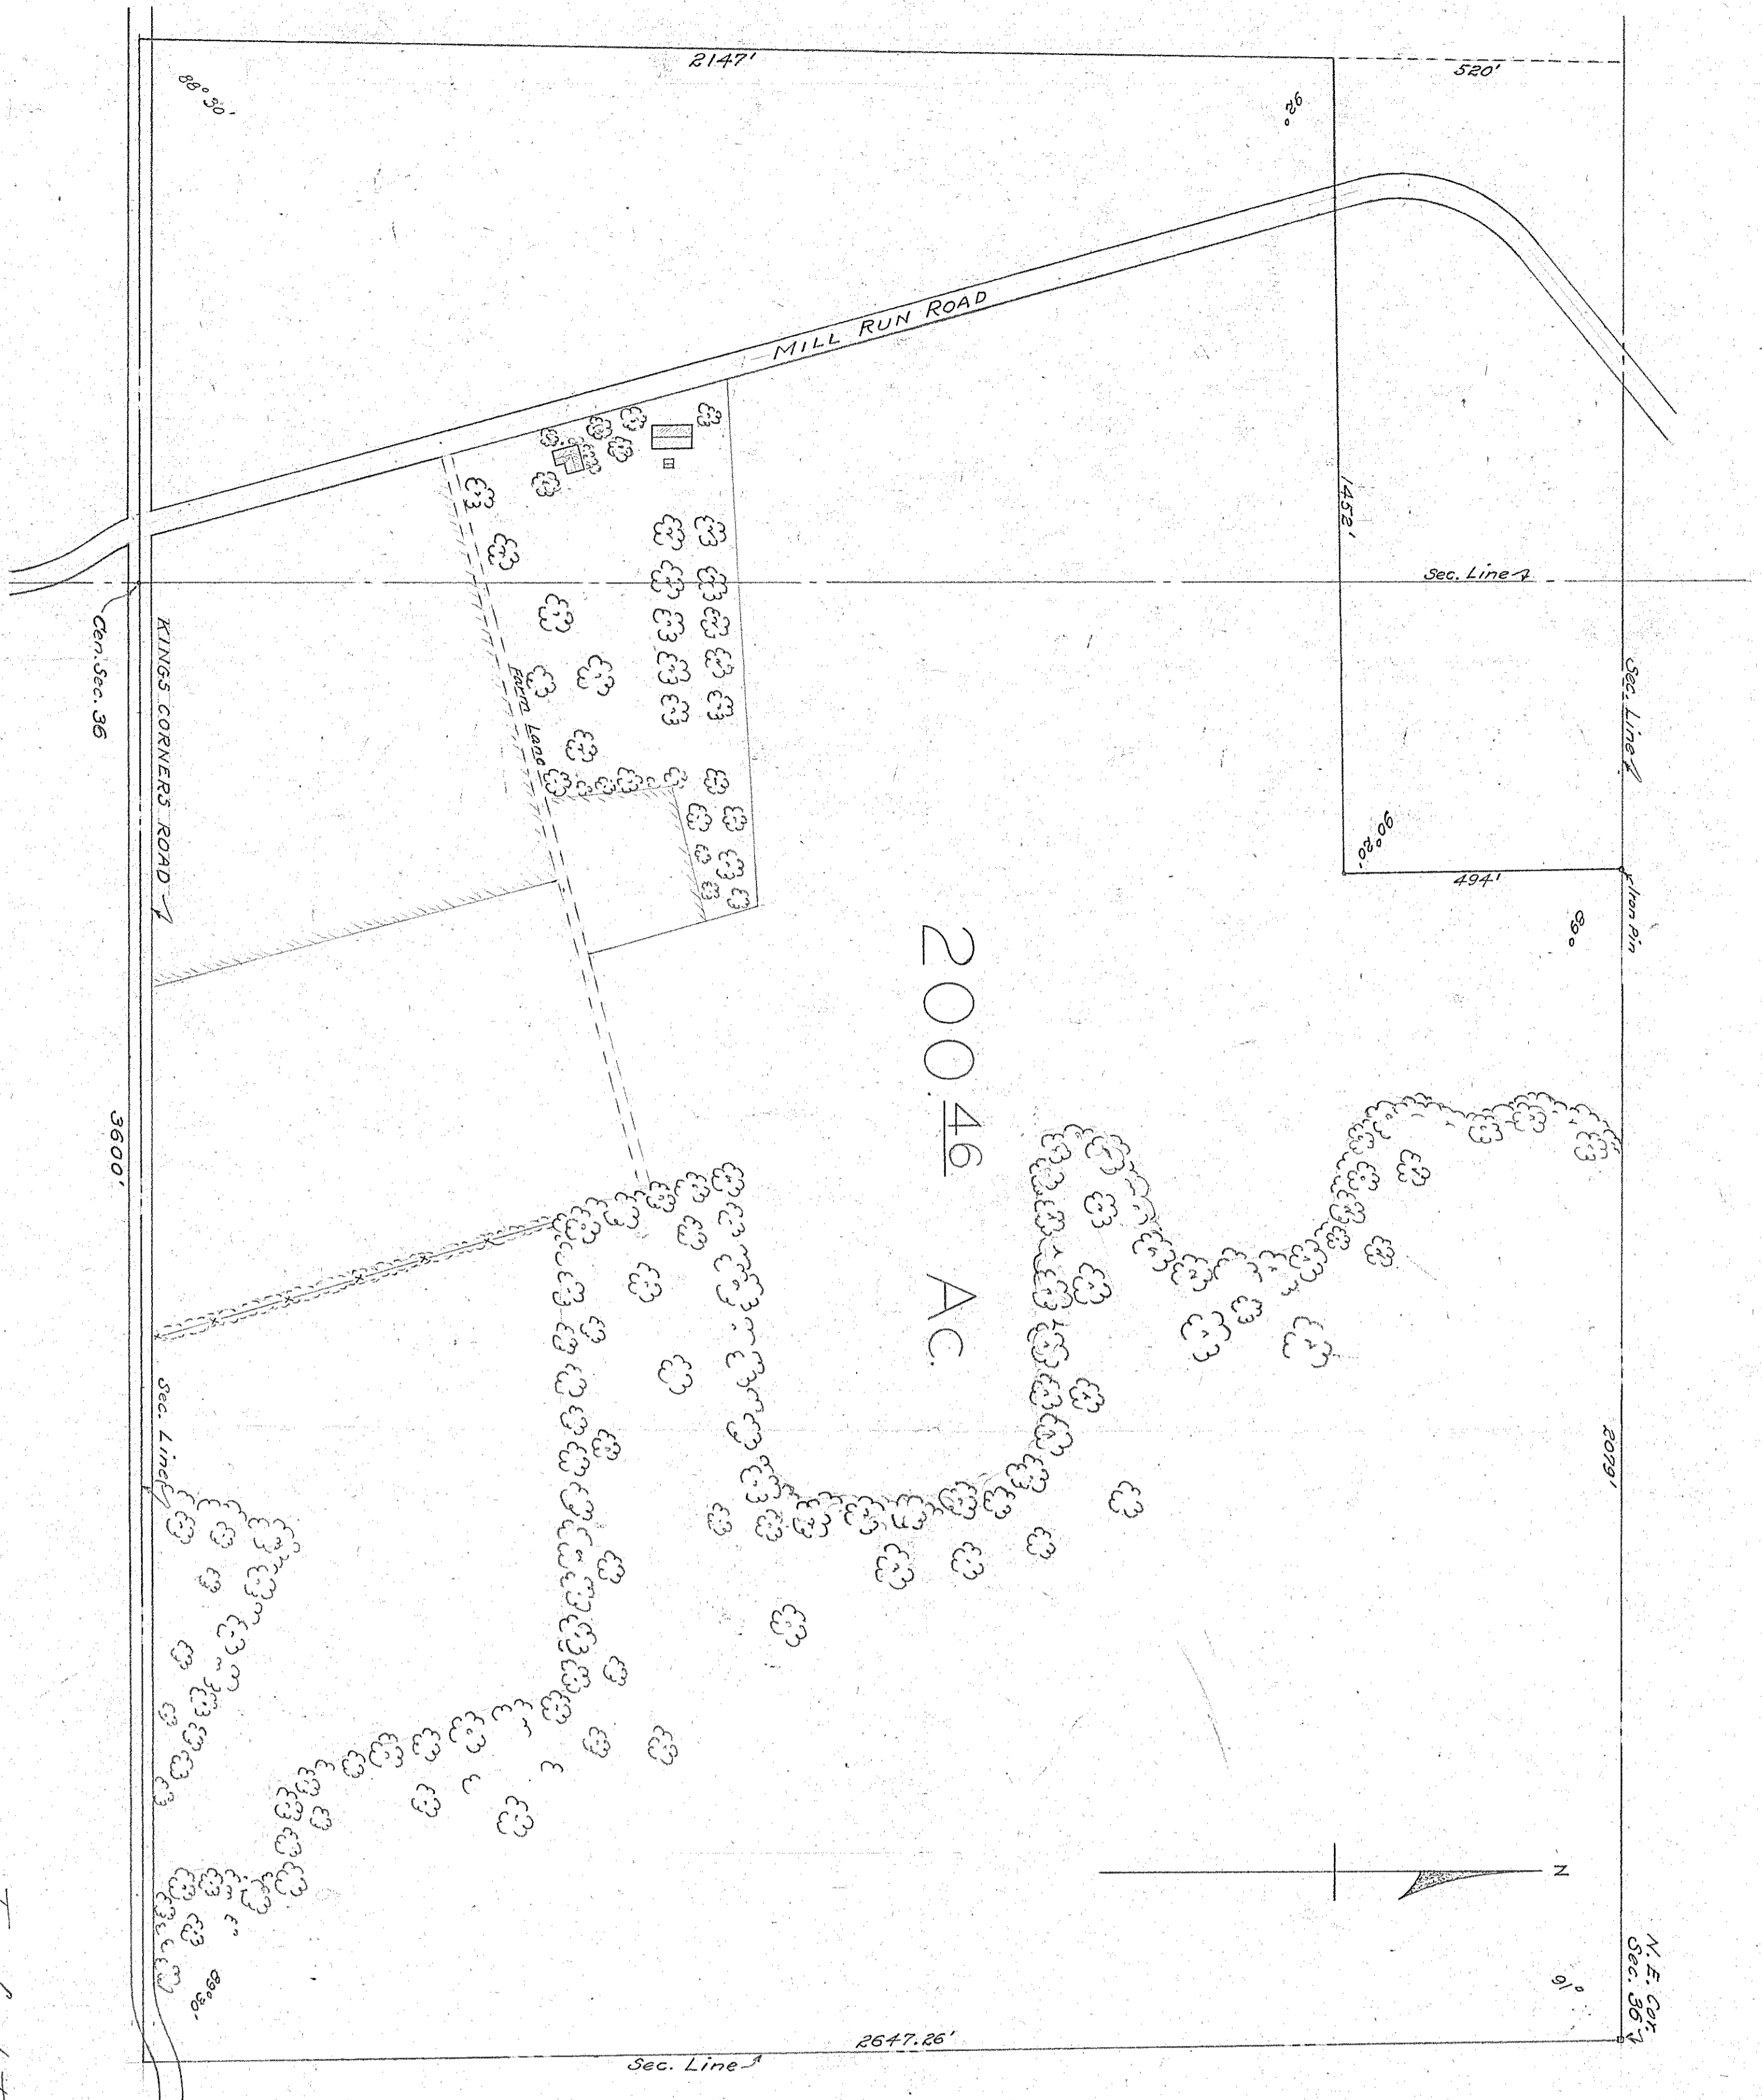 2147'
520'
88° 30'
92°
MILL RUN ROAD
1452'
Sec. Line
Sec. Line
Cen. Sec. 36
KINGS CORNERS ROAD
Farm Lane
90° 20'
494'
Iron Pin
89°
200.46 Ac.
3600'
Sec. Line
2079'
N
89° 30'
91°
N. E. Cor.
Sec. 36
2647.26'
Sec. Line